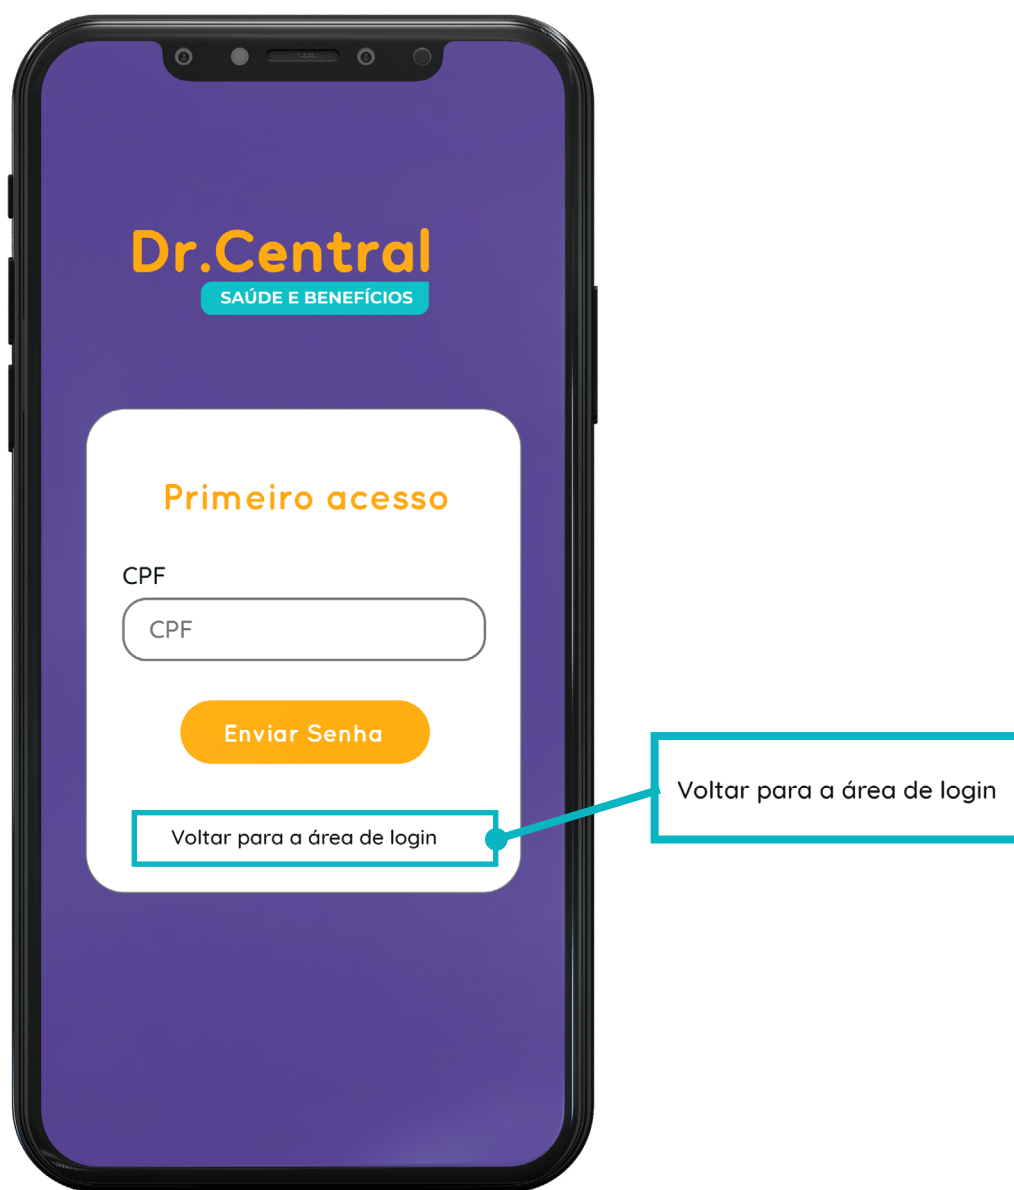 Dr.Central
SAÚDE E BENEFÍCIOS
Primeiro acesso
CPF
CPF
Enviar Senha
Voltar para a área de login
Voltar para a área de login